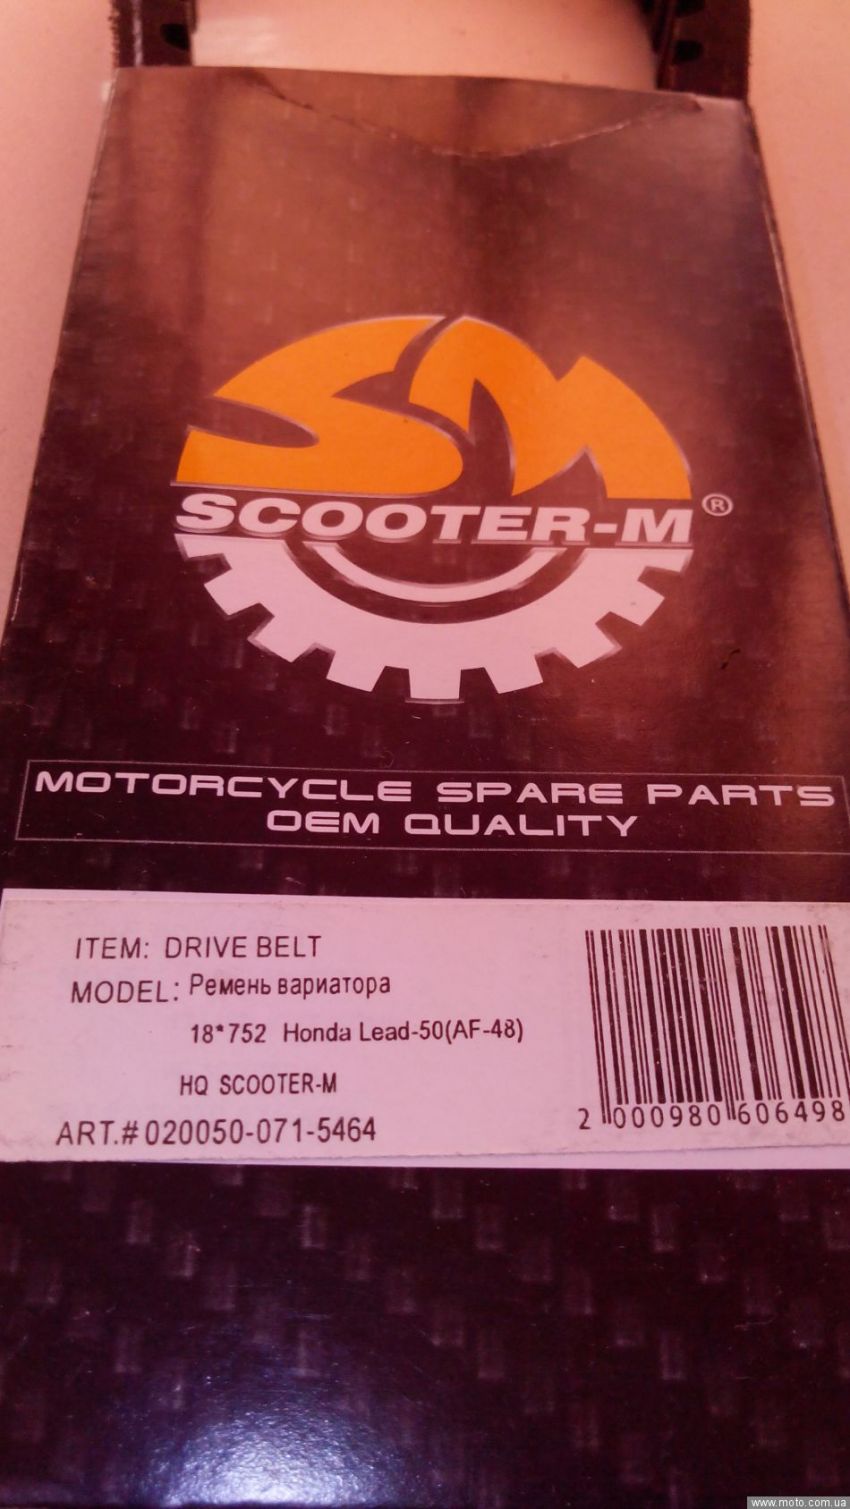 SM
SCOOTER-M®
MOTORCYCLE SPARE PARTS
OEM QUALITY
ITEM: DRIVE BELT
MODEL: Ремень вариатора
18*752 Honda Lead-50(AF-48)
HQ SCOOTER-M
ART.# 020050-071-5464
2 000980 606498
www.moto.com.ua